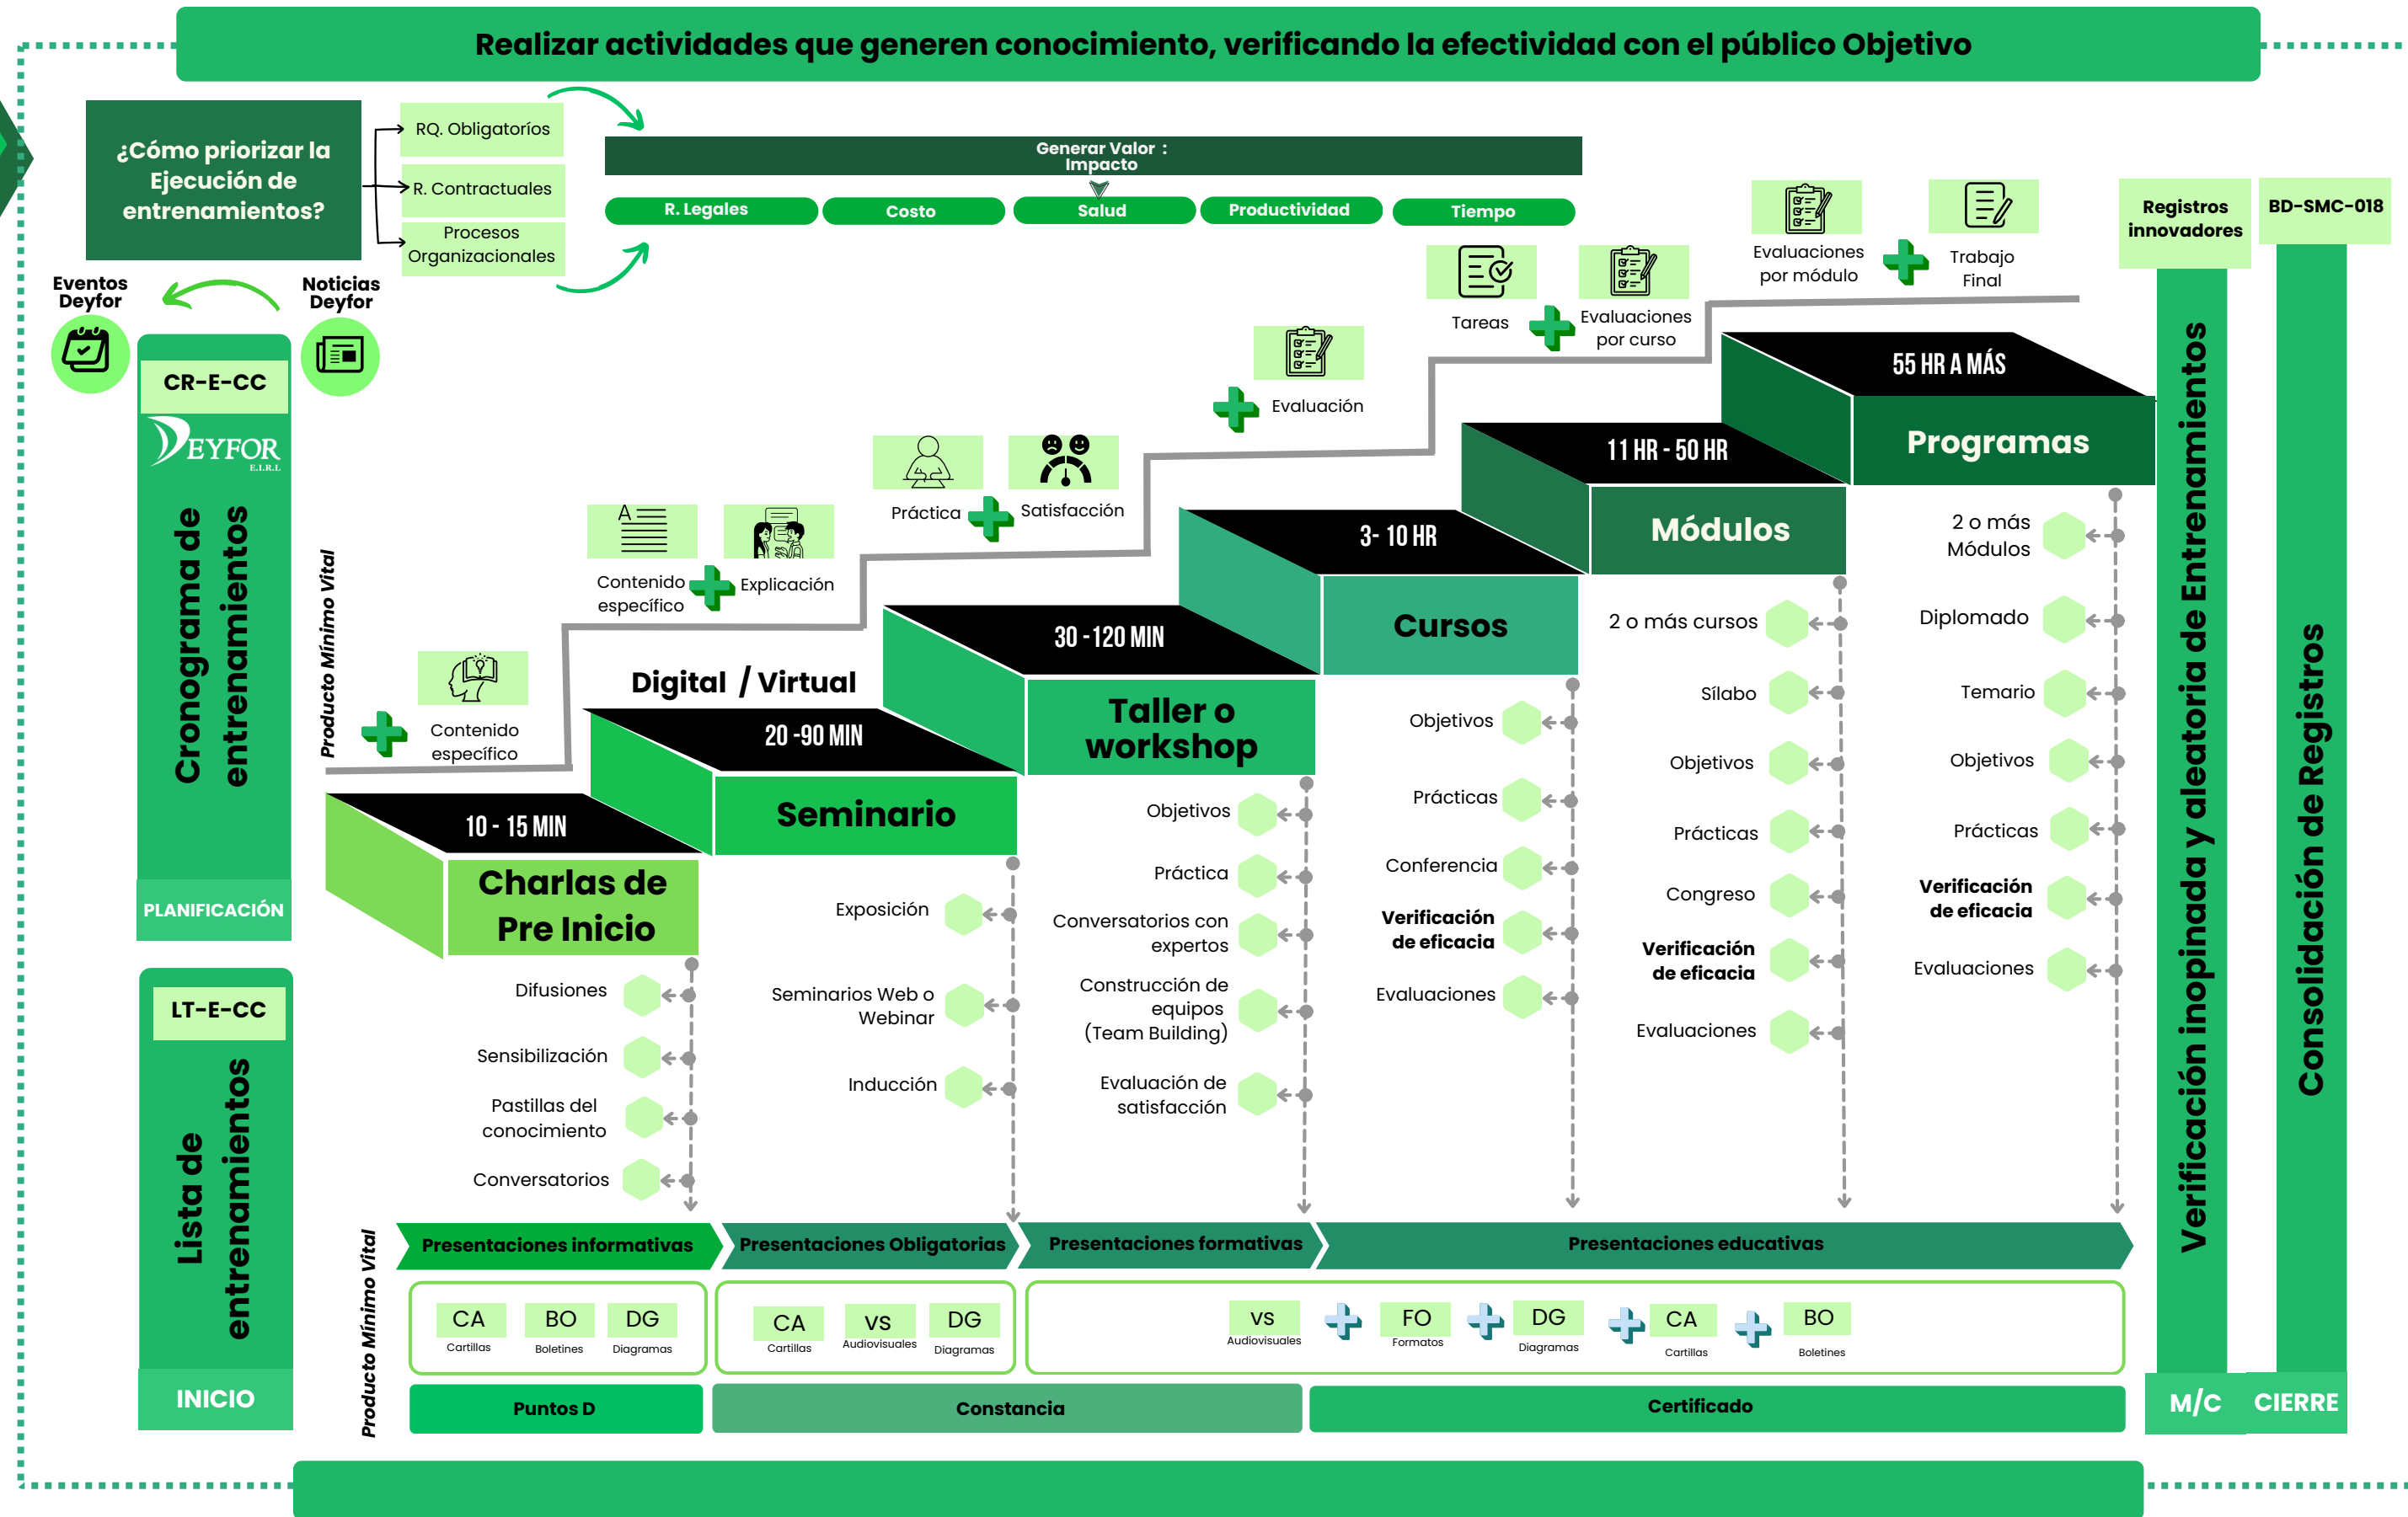 Realizar actividades que generen conocimiento, verificando la efectividad con el público Objetivo
¿Cómo priorizar la
Ejecución de
entrenamientos?
RQ. Obligatoríos
R. Contractuales
Procesos
Organizacionales
Generar Valor :
Impacto
R. Legales
Costo
Salud
Productividad
Tiempo
Eventos
Deyfor
Noticias
Deyfor
CR-E-CC
DEYFOR
E.I.R.L
Cronograma de
entrenamientos
PLANIFICACIÓN
LT-E-CC
Lista de
entrenamientos
INICIO
Producto Mínimo Vital
Contenido
específico
A
Contenido
específico
Explicación
Práctica
Satisfacción
Evaluación
Tareas
Evaluaciones
por curso
Evaluaciones
por módulo
Trabajo
Final
Digital / Virtual
10 - 15 MIN
Charlas de
Pre Inicio
Difusiones
Sensibilización
Pastillas del
conocimiento
Conversatorios
20 -90 MIN
Seminario
Exposición
Seminarios Web o
Webinar
Inducción
30 -120 MIN
Taller o
workshop
Objetivos
Práctica
Conversatorios con
expertos
Construcción de
equipos
(Team Building)
Evaluación de
satisfacción
3- 10 HR
Cursos
Objetivos
Prácticas
Conferencia
Verificación
de eficacia
Evaluaciones
11 HR - 50 HR
Módulos
2 o más cursos
Sílabo
Objetivos
Prácticas
Congreso
Verificación
de eficacia
Evaluaciones
55 HR A MÁS
Programas
2 o más
Módulos
Diplomado
Temario
Objetivos
Prácticas
Verificación
de eficacia
Evaluaciones
Registros
innovadores
Verificación inopinada y aleatoria de Entrenamientos
M/C
BD-SMC-018
Consolidación de Registros
CIERRE
Producto Mínimo Vital
Presentaciones informativas
Presentaciones Obligatorias
Presentaciones formativas
Presentaciones educativas
CA
Cartillas
BO
Boletines
DG
Diagramas
CA
Cartillas
vs
Audiovisuales
DG
Diagramas
vs
Audiovisuales
FO
Formatos
DG
Diagramas
CA
Cartillas
BO
Boletines
Puntos D
Constancia
Certificado